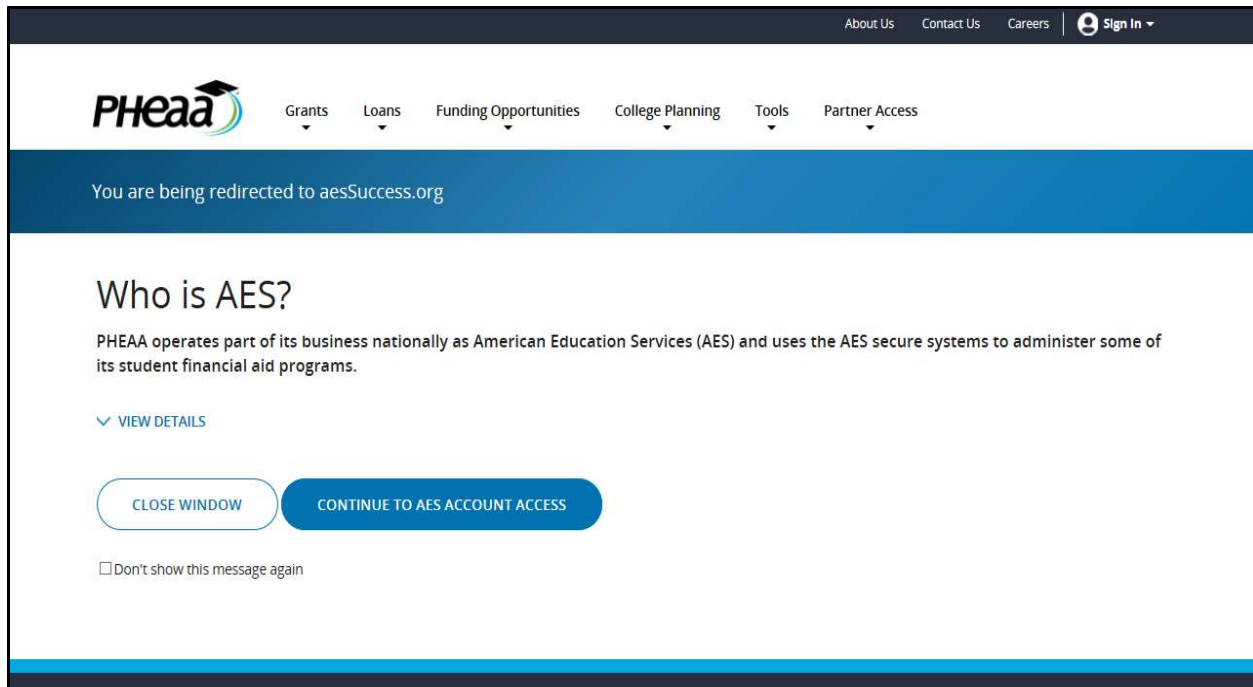 About Us Contact Us Careers Sign In
PHeaa Grants Loans Funding Opportunities College Planning Tools Partner Access
You are being redirected to aesSuccess.org
Who is AES?
PHEAA operates part of its business nationally as American Education Services (AES) and uses the AES secure systems to administer some of
its student financial aid programs.
VIEW DETAILS
CLOSE WINDOW CONTINUE TO AES ACCOUNT ACCESS
Don't show this message again